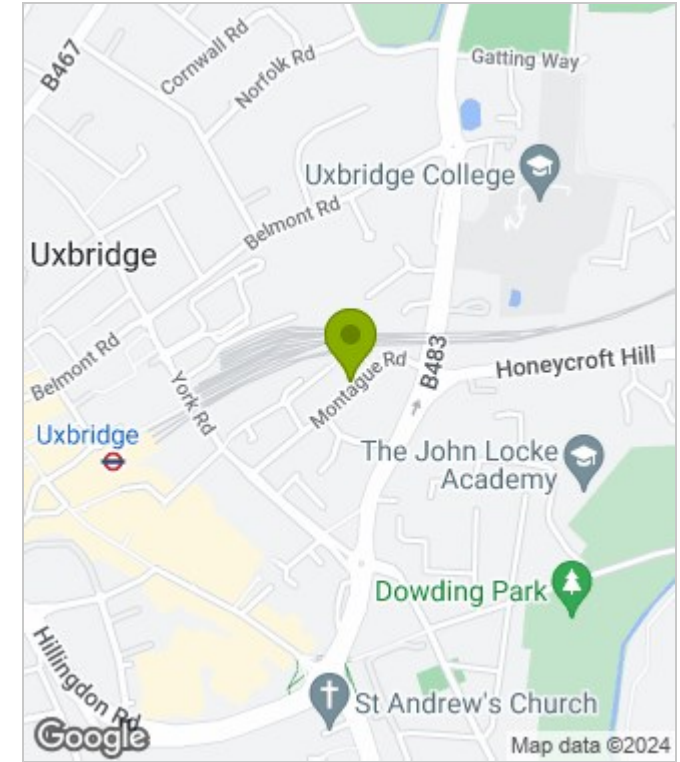 B467
Cornwall Rd
Norfolk Rd
Gatting Way
Uxbridge College
Belmont Rd
Uxbridge
B483
Honeycroft Hill
Belmont Rd
York Rd
Montague Rd
Uxbridge
The John Locke
Academy
Dowding Park
Hillingdon Rd
St Andrew's Church
Google
Map data ©2024